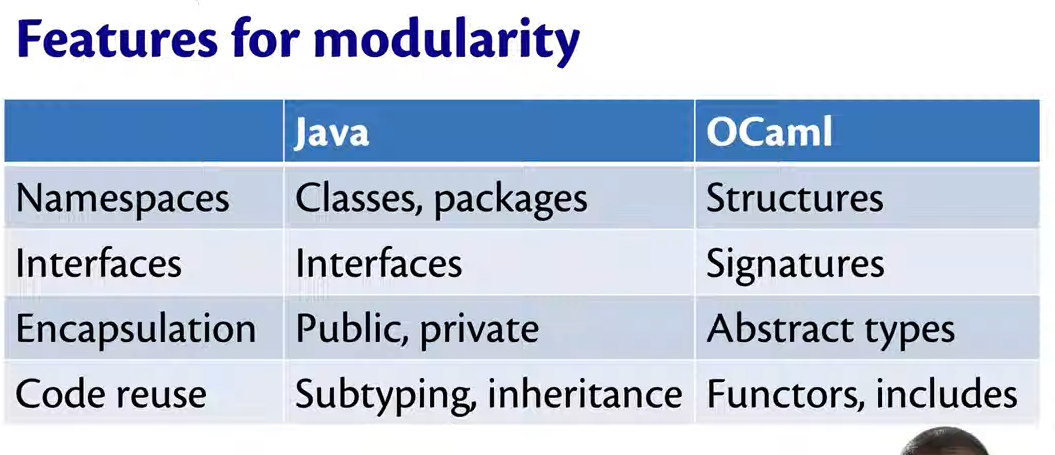 Features for modularity
Java OCaml
Namespaces Classes, packages Structures
Interfaces Interfaces Signatures
Encapsulation Public, private Abstract types
Code reuse Subtyping, inheritance Functors, includes